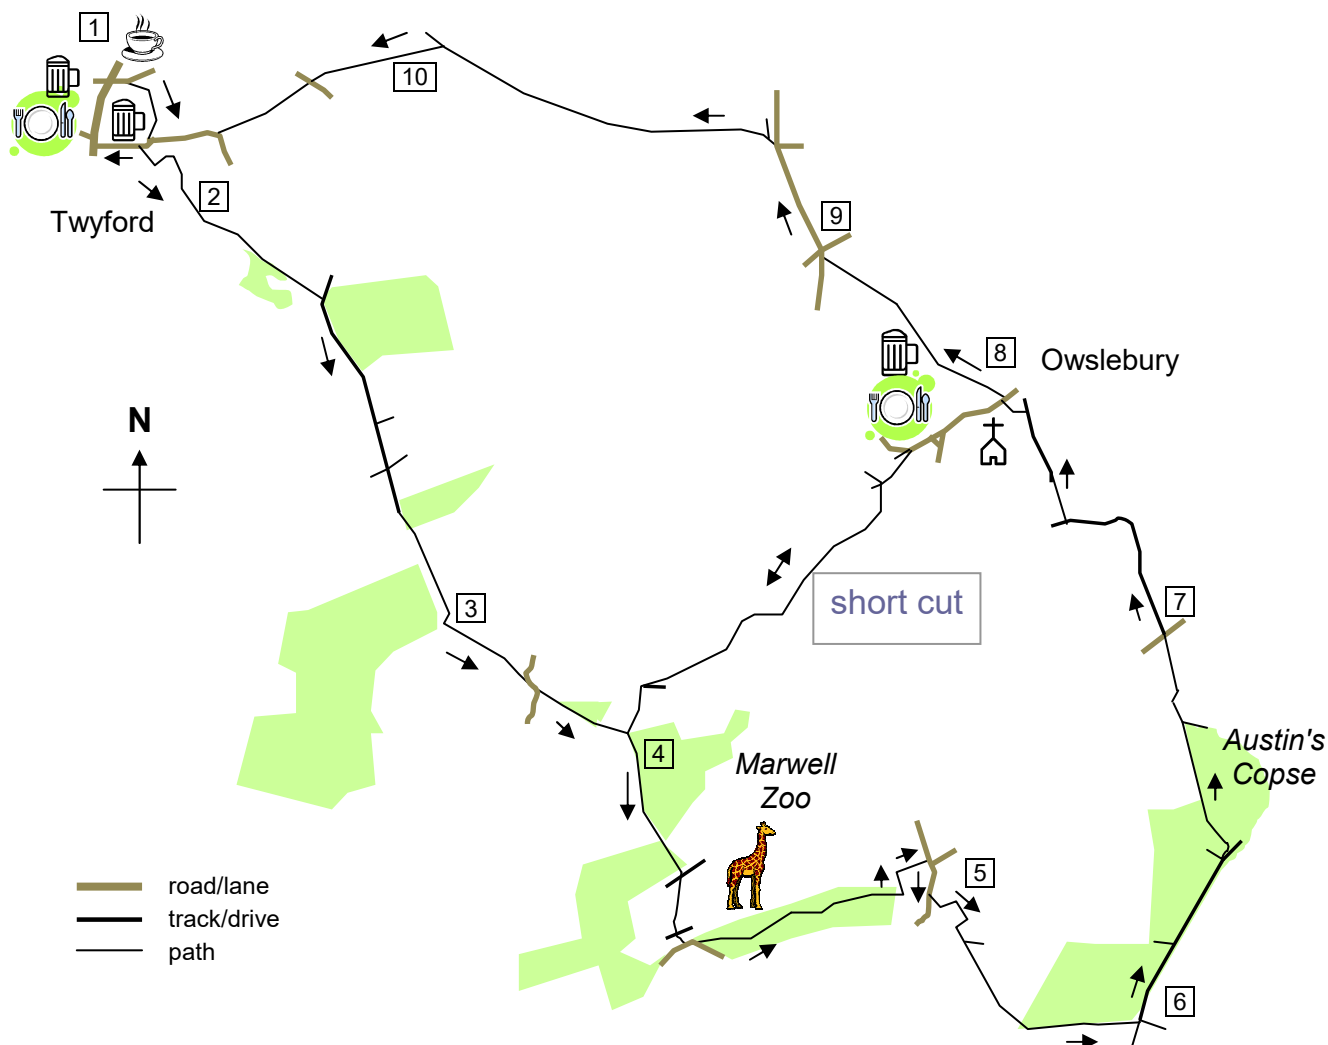 1
10
2
Twyford
9
8
Owslebury
N
short cut
3
7
4
Austin's
Copse
Marwell
Zoo
5
road/lane
track/drive
path
6